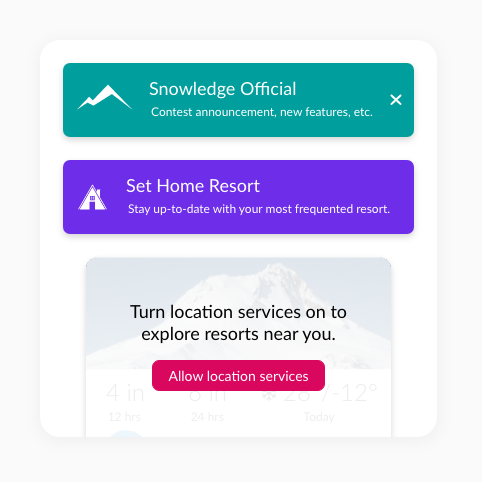 Snowledge Official
Contest announcement, new features, etc.
Set Home Resort
Stay up-to-date with your most frequented resort.
Turn location services on to
explore resorts near you.
Allow location services
4 in
12 hrs
in
24 hrs
12°
Today